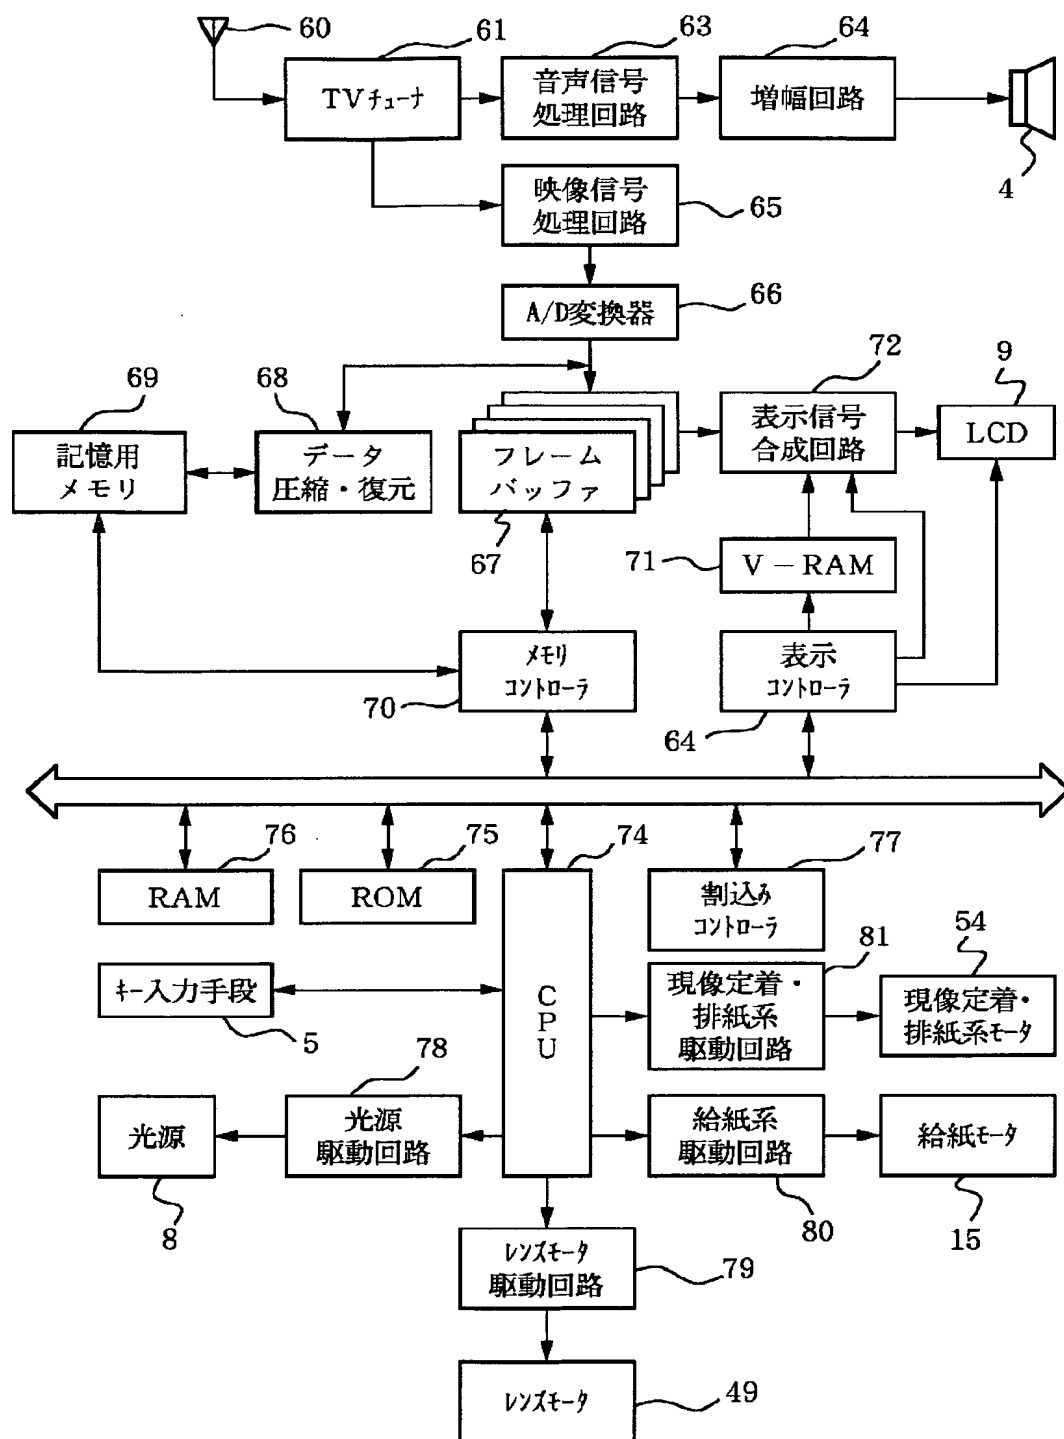 60
61
63
64
TVチューナ
音声信号
処理回路
増幅回路
4
映像信号
処理回路
65
A/D変換器
66
69
68
72
9
記憶用
メモリ
データ
圧縮・復元
フレーム
バッファ
67
表示信号
合成回路
LCD
71
V－RAM
メモリ
コントローラ
70
表示
コントローラ
64
76
75
74
77
RAM
ROM
割込み
コントローラ
81
54
キー入力手段
5
CPU
現像定着・
排紙系
駆動回路
現像定着・
排紙系モータ
78
光源
8
光源
駆動回路
給紙系
駆動回路
80
給紙モータ
15
レンズモータ
駆動回路
79
レンズモータ
49